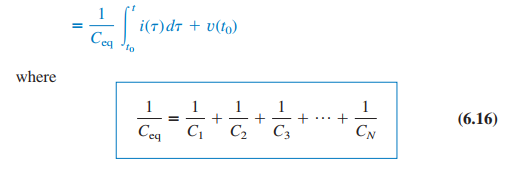 = 1/C_eq ∫_{t_0}^{t} i(τ)dτ + v(t_0)
where
1/C_eq = 1/C_1 + 1/C_2 + 1/C_3 + ··· + 1/C_N (6.16)